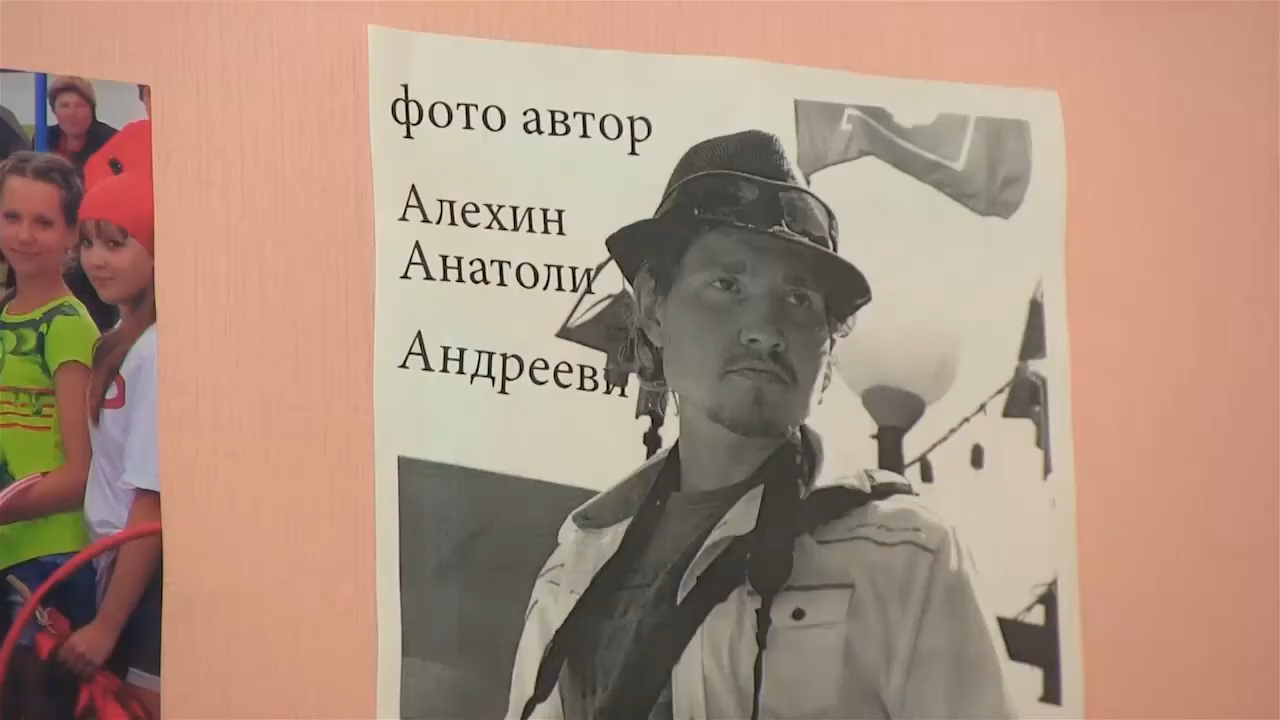 фото автор
Алехин
Анатоли
Андрееви